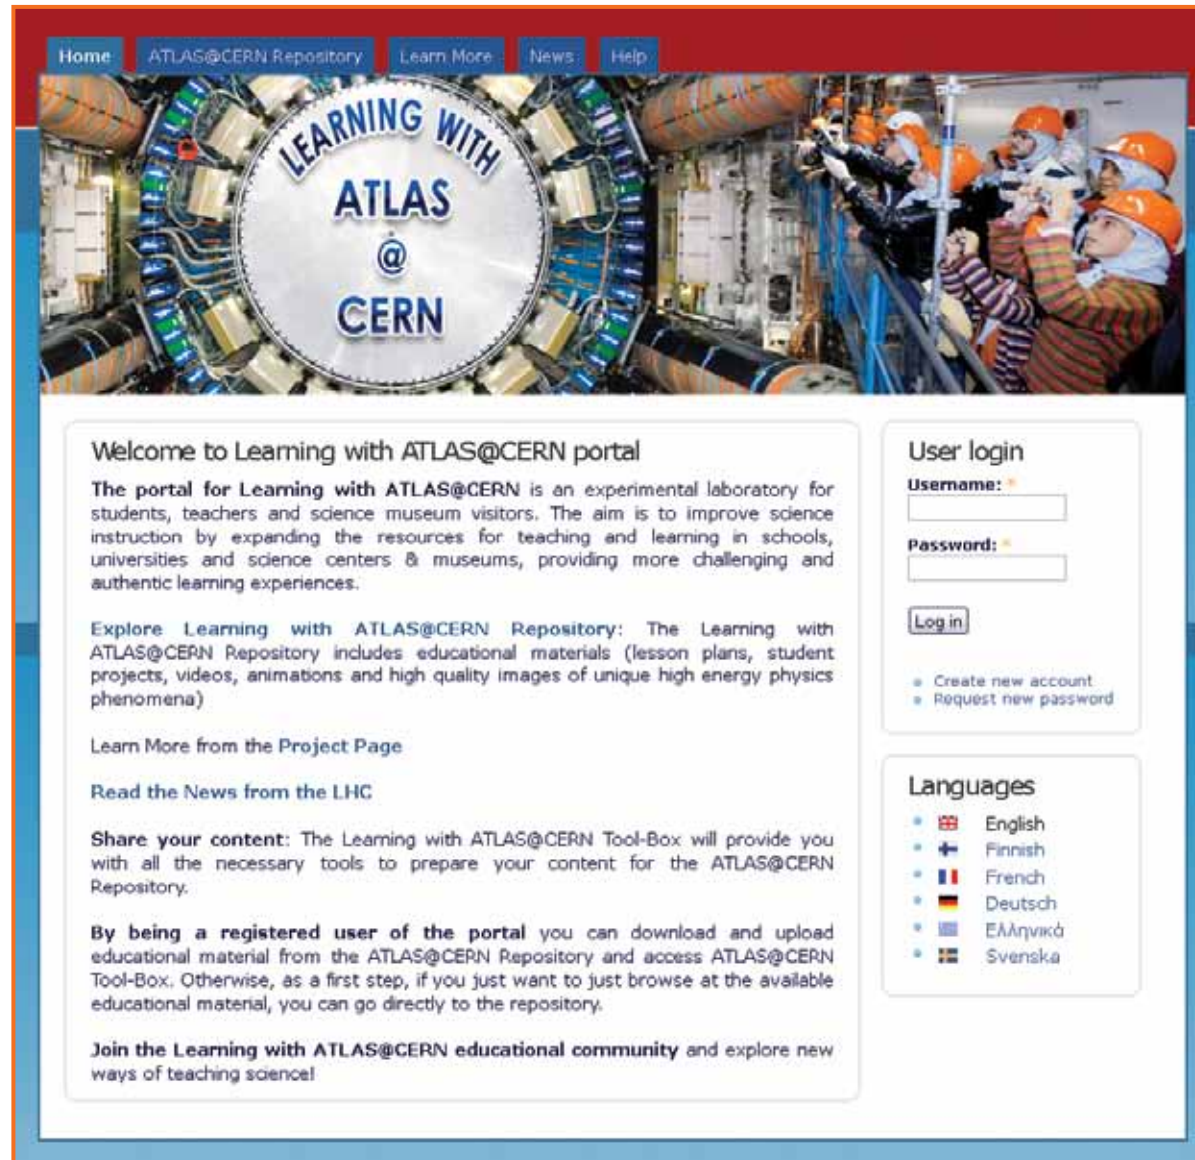 Home ATLAS@CERN Repository Learn More News Help
LEARNING WITH
ATLAS
@
CERN
Welcome to Learning with ATLAS@CERN portal
The portal for Learning with ATLAS@CERN is an experimental laboratory for
students, teachers and science museum visitors. The aim is to improve science
instruction by expanding the resources for teaching and learning in schools,
universities and science centers & museums, providing more challenging and
authentic learning experiences.
Explore Learning with ATLAS@CERN Repository: The Learning with
ATLAS@CERN Repository includes educational materials (lesson plans, student
projects, videos, animations and high quality images of unique high energy physics
phenomena)
Learn More from the Project Page
Read the News from the LHC
Share your content: The Learning with ATLAS@CERN Tool-Box will provide you
with all the necessary tools to prepare your content for the ATLAS@CERN
Repository.
By being a registered user of the portal you can download and upload
educational material from the ATLAS@CERN Repository and access ATLAS@CERN
Tool-Box. Otherwise, as a first step, if you just want to just browse at the available
educational material, you can go directly to the repository.
Join the Learning with ATLAS@CERN educational community and explore new
ways of teaching science!
User login
Username: *
Password: *
Log in
Create new account
Request new password
Languages
English
Finnish
French
Deutsch
Ελληνικά
Svenska